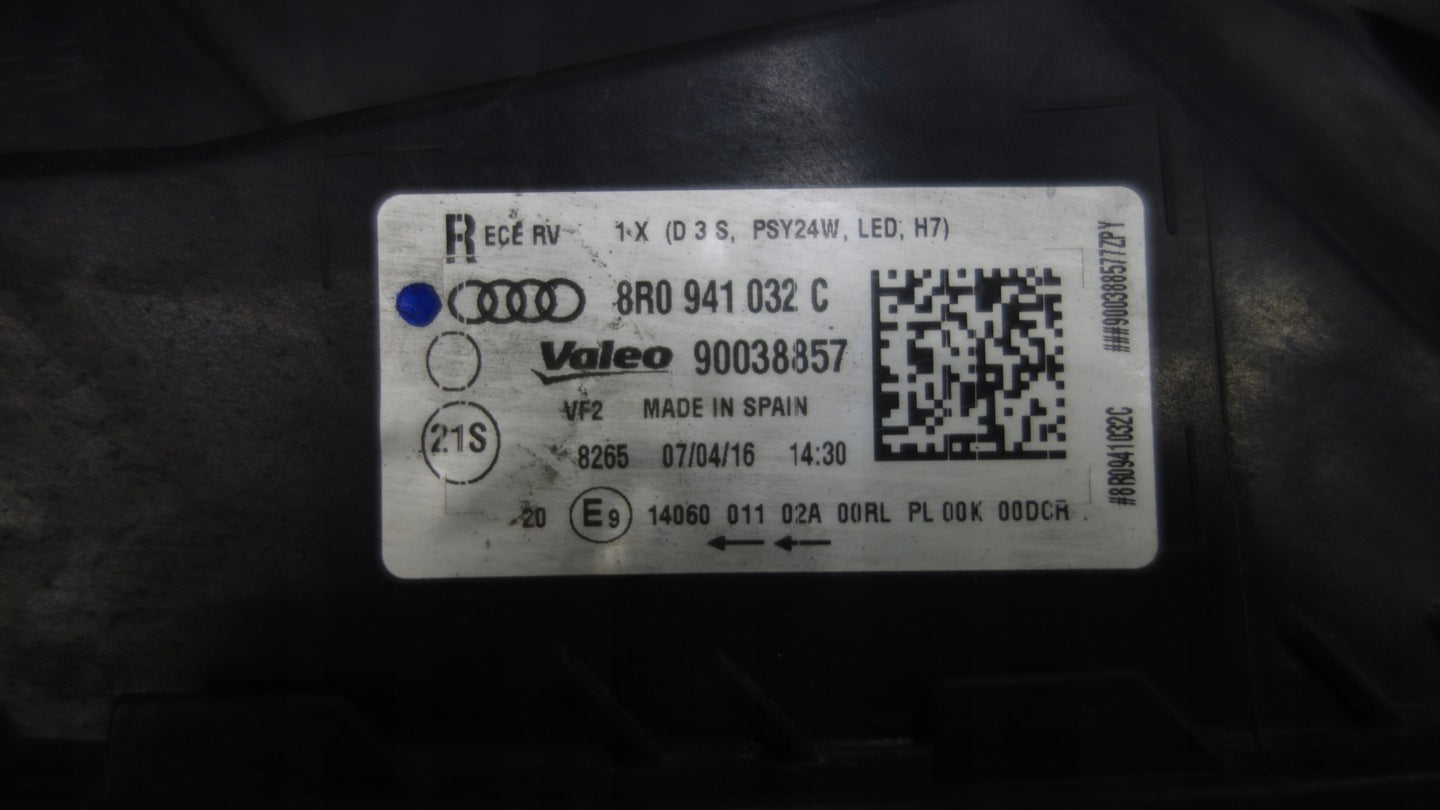 R ECE RV 1·X (D 3 S, PSY24W, LED, H7)
8R0 941 032 C
Valeo 90038857
VF2 MADE IN SPAIN
21S
8265 07/04/16 14:30
20 E9 14060 011 02A 00RL PL 00K 00DCR
###90038857ZPY
#8R0941032C